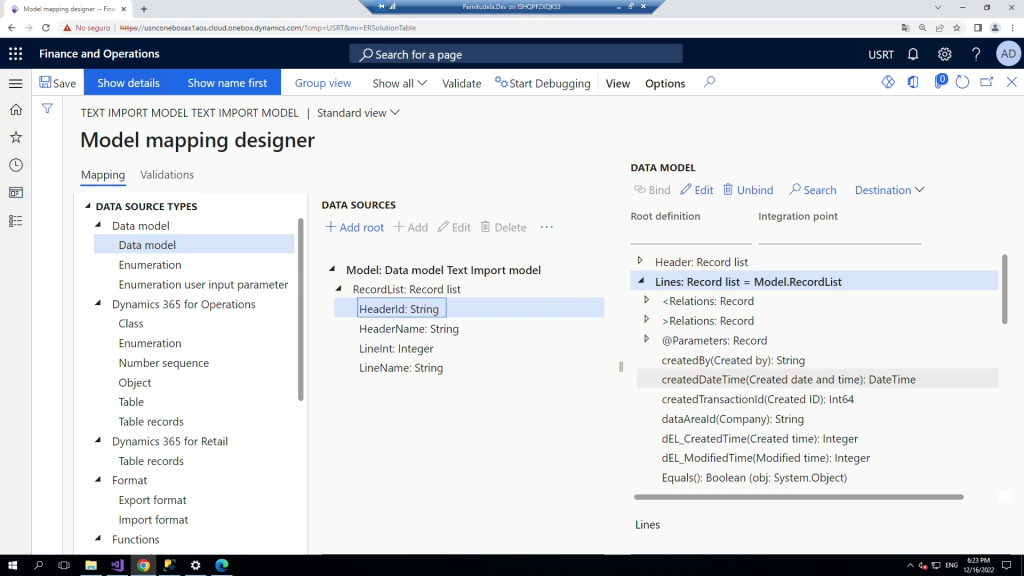 Fernitudela.Dev on ISHQPF2XQKS3
Model mapping designer -- Finan
No seguro | https://usnconeboxax1aos.cloud.onebox.dynamics.com/?cmp=USRT&mi=ERSolutionTable
Finance and Operations
Search for a page
USRT
?
AD
Save
Show details
Show name first
Group view
Show all
Validate
Start Debugging
View
Options
0
TEXT IMPORT MODEL TEXT IMPORT MODEL | Standard view
Model mapping designer
Mapping
Validations
DATA SOURCE TYPES
Data model
Data model
Enumeration
Enumeration user input parameter
Dynamics 365 for Operations
Class
Enumeration
Number sequence
Object
Table
Table records
Dynamics 365 for Retail
Table records
Format
Export format
Import format
Functions
DATA SOURCES
Add root
Add
Edit
Delete
Model: Data model Text Import model
RecordList: Record list
HeaderId: String
HeaderName: String
LineInt: Integer
LineName: String
DATA MODEL
Bind
Edit
Unbind
Search
Destination
Root definition
Integration point
Header: Record list
Lines: Record list = Model.RecordList
<Relations: Record
>Relations: Record
@Parameters: Record
createdBy(Created by): String
createdDateTime(Created date and time): DateTime
createdTransactionId(Created ID): Int64
dataAreaId(Company): String
dEL_CreatedTime(Created time): Integer
dEL_ModifiedTime(Modified time): Integer
Equals(): Boolean (obj: System.Object)
Lines
ENG
6:23 PM
12/16/2022